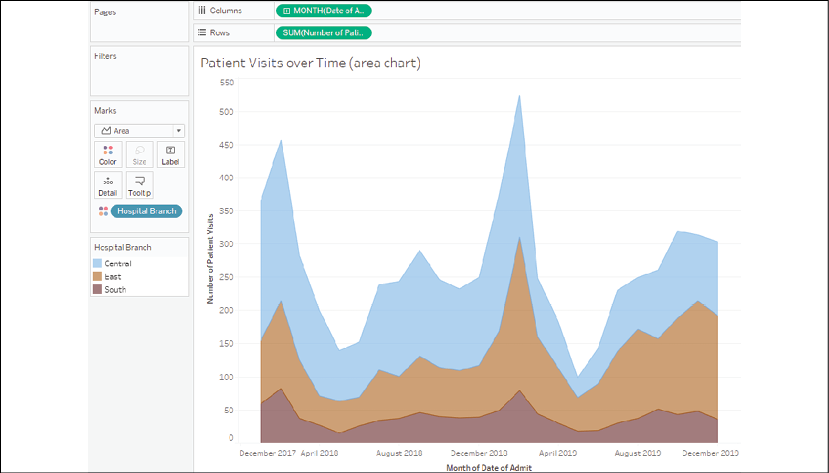 Pages
Columns
MONTH(Date of A..
Rows
SUM(Number of Pati..
Filters
Patient Visits over Time (area chart)
Marks
Area
Color
Size
Label
Detail
Tooltip
Hospital Branch
Hospital Branch
Central
East
South
Number of Patient Visits
550
500
450
400
350
300
250
200
150
100
50
0
December 2017 April 2018 August 2018 December 2018 April 2019 August 2019 December 2019
Month of Date of Admit